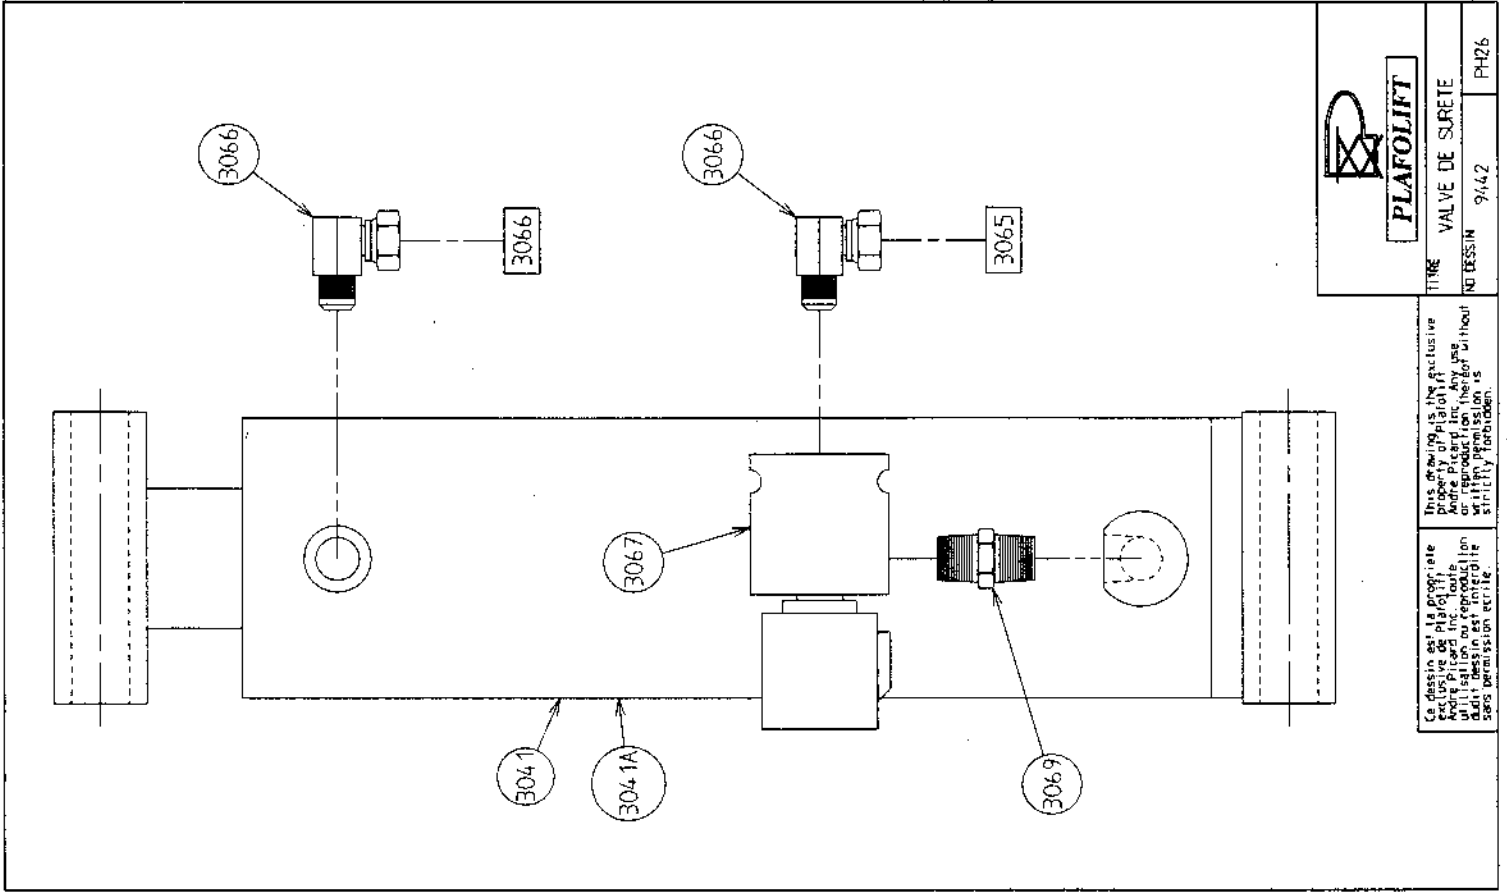 3066
3066
3066
3065
3067
3041
3041A
3069
PLAFOLIFT
TITRE
VALVE DE SURETE
NO DESSIN
9442
PH26
This drawing is the exclusive
property of Plafolift
Andre Picard Inc. Any use
or reproduction thereof without
written permission is
strictly forbidden.
Ce dessin est la propriete
exclusive de Plafolift
Andre Picard Inc. Toute
utilisation ou reproduction
dudit dessin est interdite
sans permission ecrite.